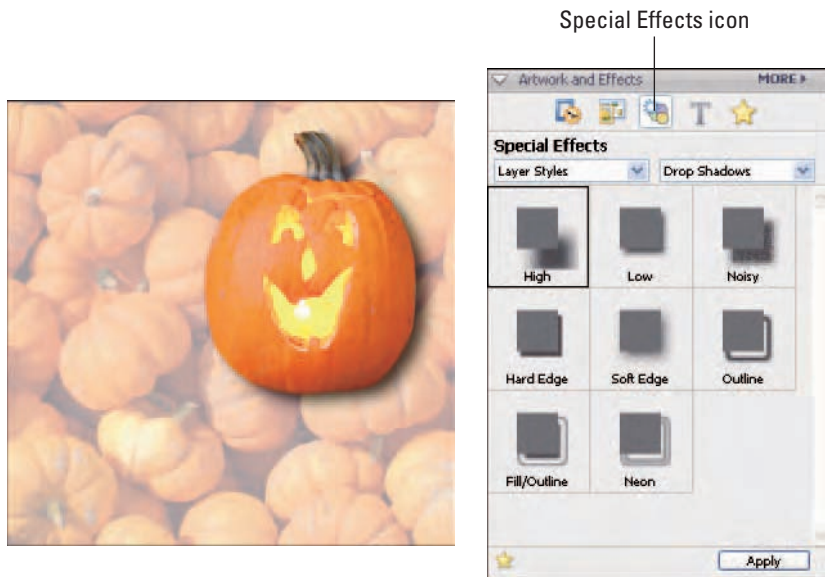 Special Effects icon
Artwork and Effects MORE
T
Special Effects
Layer Styles Drop Shadows
High Low Noisy
Hard Edge Soft Edge Outline
Fill/Outline Neon
Apply